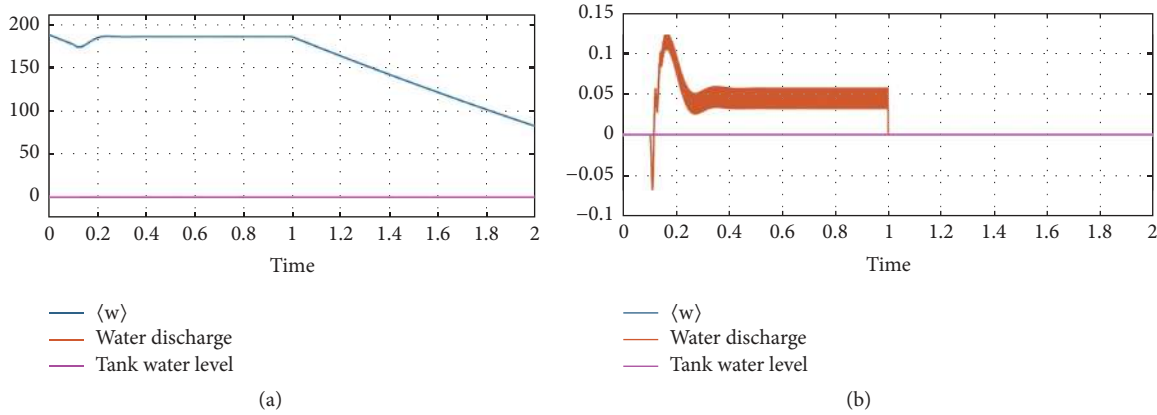 200
150
100
50
0
0 0.2 0.4 0.6 0.8 1 1.2 1.4 1.6 1.8 2
Time
⟨w⟩
Water discharge
Tank water level
(a)
0.15
0.10
0.05
0
−0.05
−0.1
0 0.2 0.4 0.6 0.8 1 1.2 1.4 1.6 1.8 2
Time
⟨w⟩
Water discharge
Tank water level
(b)